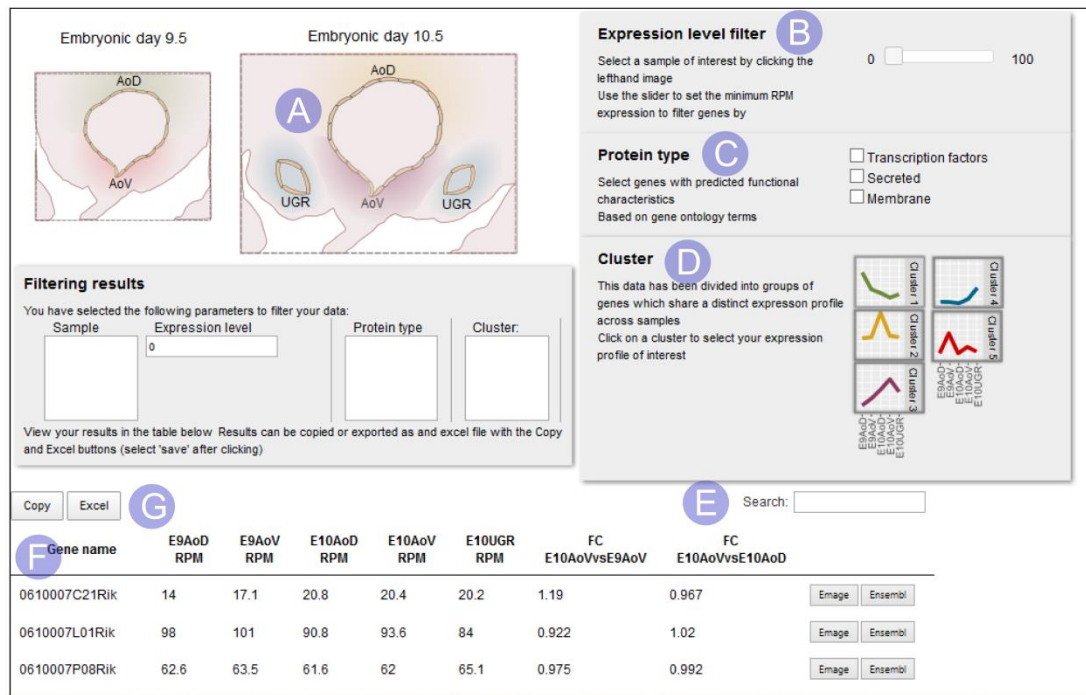 Embryonic day 9.5
AoD
AoV
Embryonic day 10.5
AoD
A
UGR
AoV
UGR
Expression level filter
B
Select a sample of interest by clicking the
lefthand image
Use the slider to set the minimum RPM
expression to filter genes by
0
100
Protein type
C
Select genes with predicted functional
characteristics
Based on gene ontology terms
Transcription factors
Secreted
Membrane
Cluster
D
This data has been divided into groups of
genes which share a distinct expresson profile
across samples
Click on a cluster to select your expression
profile of interest
Cluster 1
Cluster 2
Cluster 3
Cluster 4
Cluster 5
E9AoD
E9AoV
E10AoD
E10AoV
E10UGR
E9AoD
E9AoV
E10AoD
E10AoV
E10UGR
Filtering results
You have selected the following parameters to filter your data:
Sample Expression level Protein type Cluster:
0
View your results in the table below Results can be copied or exported as and excel file with the Copy
and Excel buttons (select 'save' after clicking)
Copy Excel G
E Search:
F
Gene name E9AoD RPM E9AoV RPM E10AoD RPM E10AoV RPM E10UGR RPM FC E10AoVvsE9AoV FC E10AoVvsE10AoD
0610007C21Rik 14 17.1 20.8 20.4 20.2 1.19 0.967 Emage Ensembl
0610007L01Rik 98 101 90.8 93.6 84 0.922 1.02 Emage Ensembl
0610007P08Rik 62.6 63.5 61.6 62 65.1 0.975 0.992 Emage Ensembl